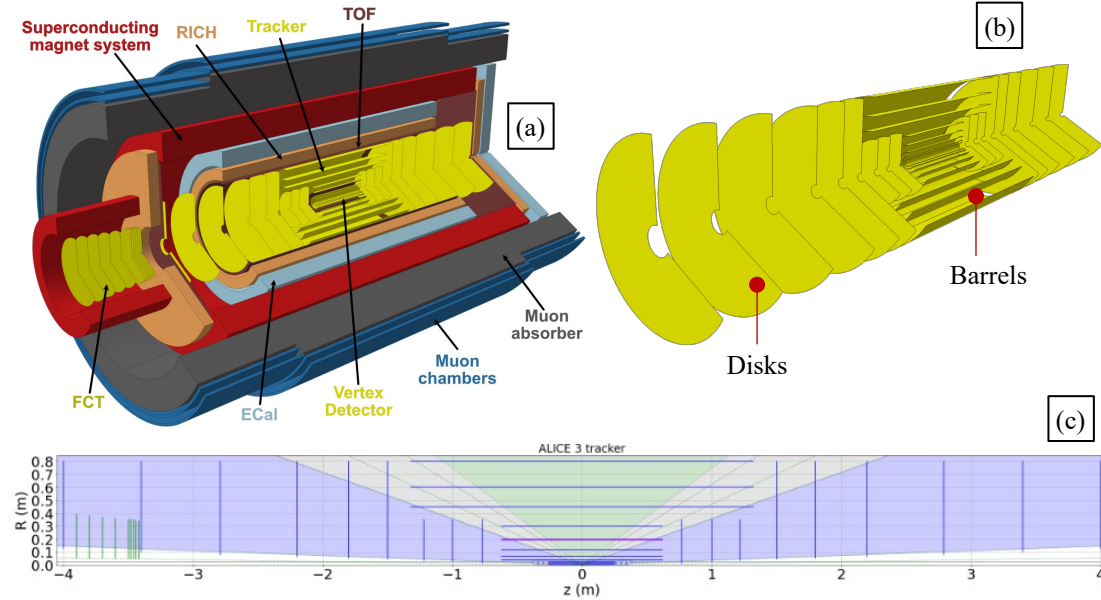 TOF
Superconducting
magnet system
RICH
Tracker
(b)
(a)
Barrels
Muon
absorber
Disks
Muon
chambers
Vertex
Detector
FCT
ECal
(c)
ALICE 3 tracker
R (m)
0.8
0.7
0.6
0.5
0.4
0.3
0.2
0.1
0.0
−4
−3
−2
−1
0
1
2
3
4
z (m)